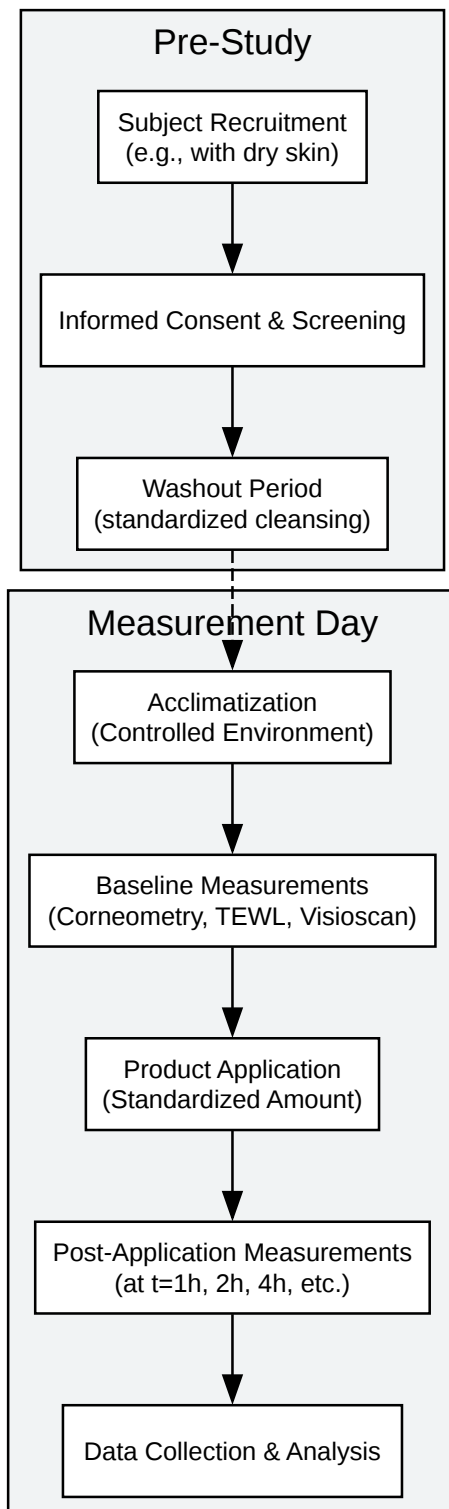 Pre-Study
Subject Recruitment
(e.g., with dry skin)
Informed Consent & Screening
Washout Period
(standardized cleansing)
Measurement Day
Acclimatization
(Controlled Environment)
Baseline Measurements
(Corneometry, TEWL, Visioscan)
Product Application
(Standardized Amount)
Post-Application Measurements
(at t=1h, 2h, 4h, etc.)
Data Collection & Analysis